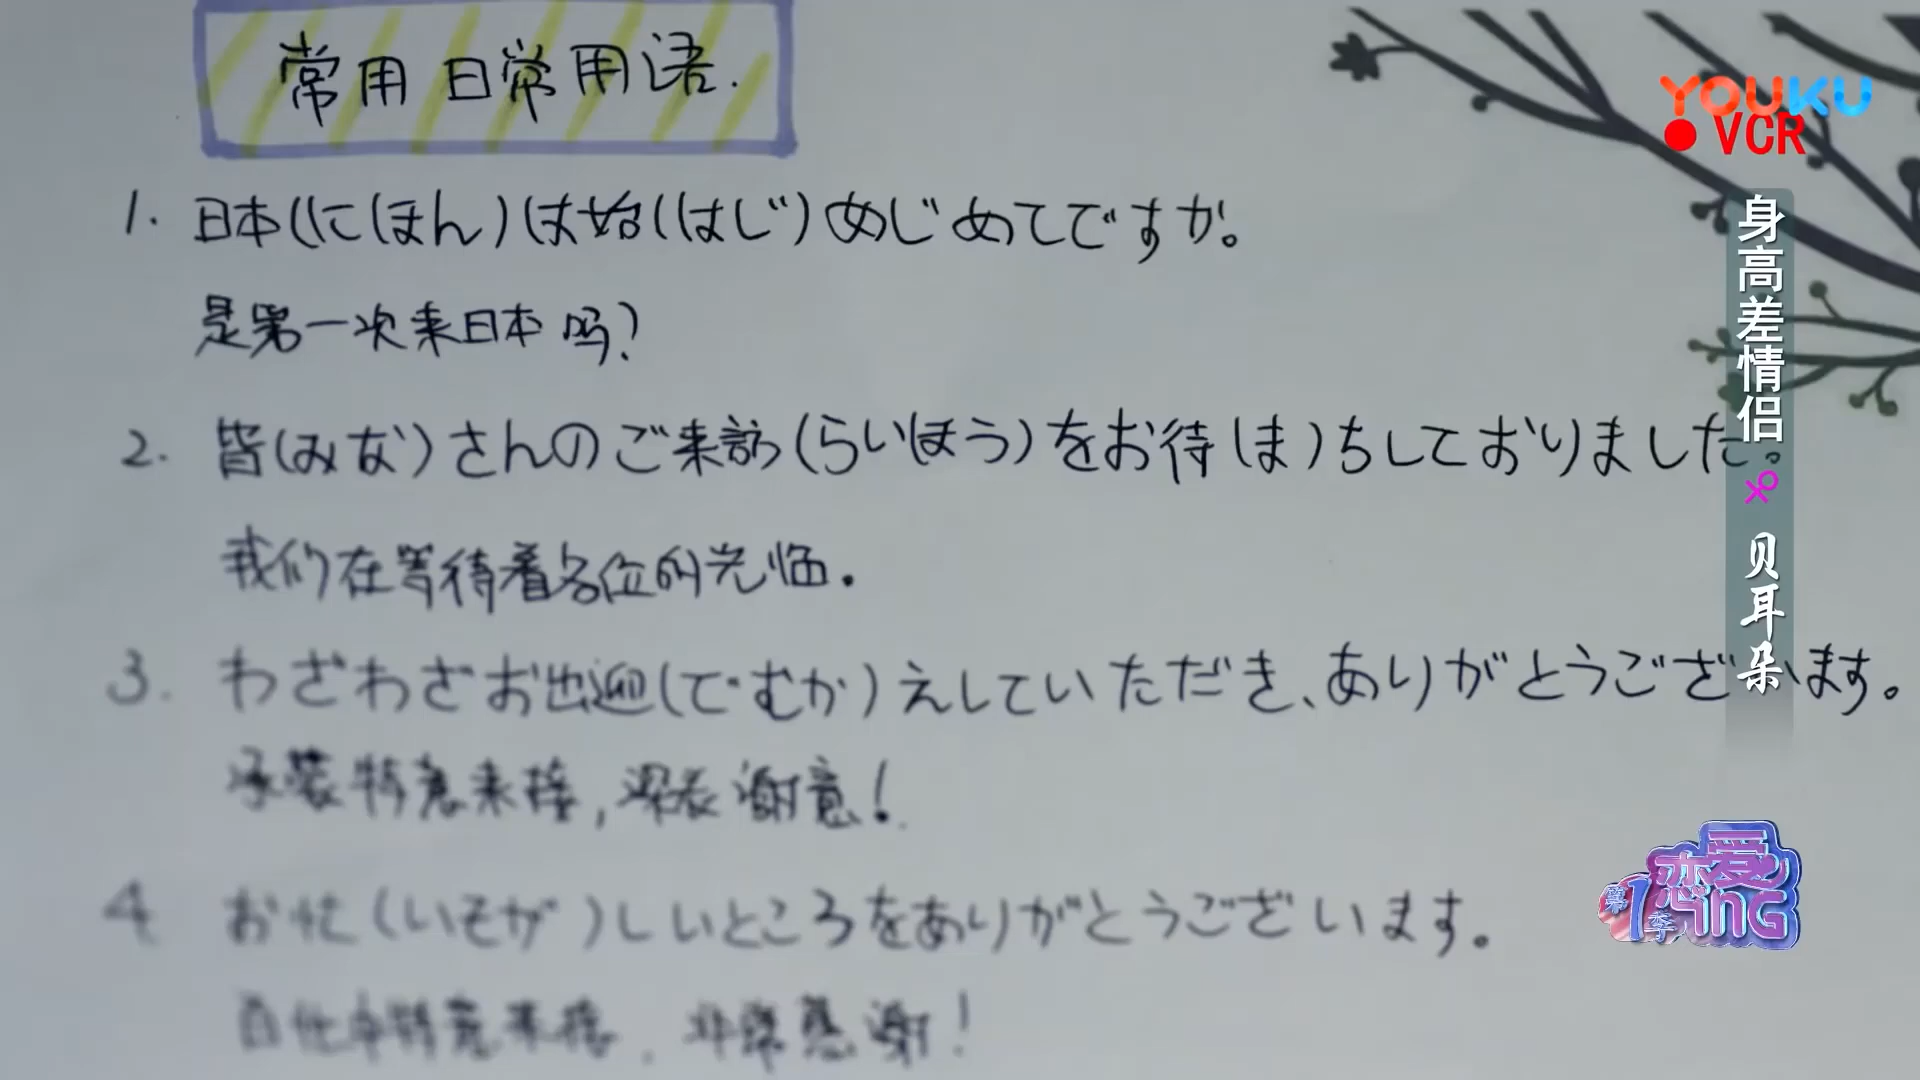 常用日常用语.
1. 日本(にほん)は始(はじ)めじめてですか。
是第一次来日本吗?
2. 皆(みな)さんのご来訪(らいほう)をお待(ま)ちしておりました。
我们在等待着各位的光临.
3. わざわざお出迎(でむか)えしていただき、ありがとうございます。
承蒙特意来接,深表谢意!
4 お忙(いそが)しいところをありがとうございます。
百忙中特意来接,非常感谢!
YOUKU
VCR
身高差情侣
贝耳朵
第1季
恋爱ing